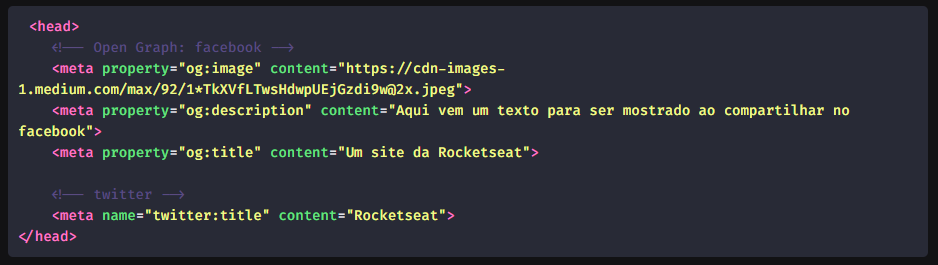 <head>
<!-- Open Graph: facebook -->
<meta property="og:image" content="https://cdn-images-
1.medium.com/max/92/1*TkXVfLTwsHdwpUEjGzdi9w@2x.jpeg">
<meta property="og:description" content="Aqui vem um texto para ser mostrado ao compartilhar no
facebook">
<meta property="og:title" content="Um site da Rocketseat">
<!-- twitter -->
<meta name="twitter:title" content="Rocketseat">
</head>